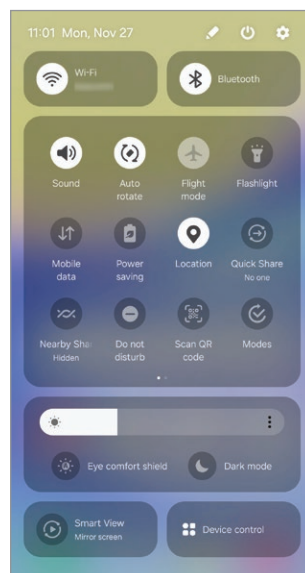 11:01 Mon, Nov 27
Wi-Fi
Bluetooth
Sound
Auto
rotate
Flight
mode
Flashlight
Mobile
data
Power
saving
Location
Quick Share
No one
Nearby Sha
Hidden
Do not
disturb
Scan QR
code
Modes
Eye comfort shield
Dark mode
Smart View
Mirror screen
Device control